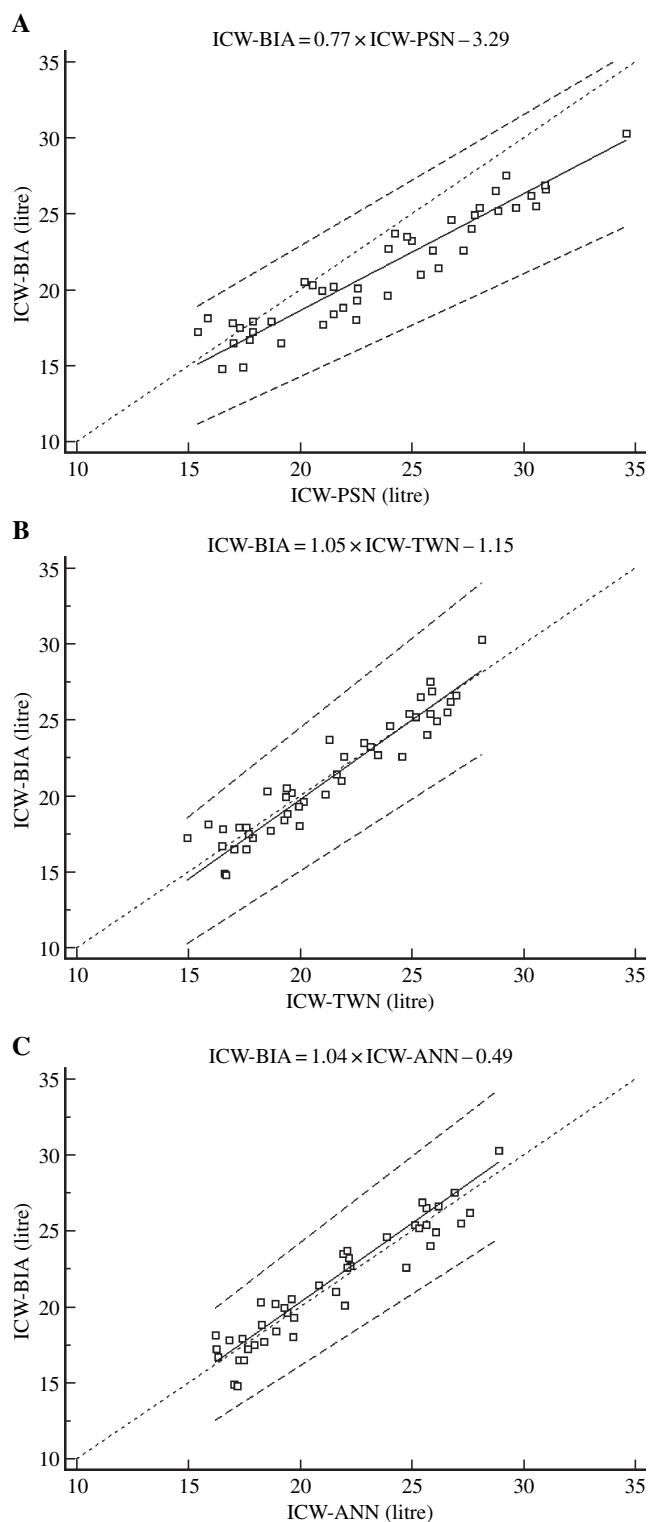 A
ICW-BIA = 0.77 × ICW-PSN – 3.29
35
30
25
20
15
10
ICW-BIA (litre)
10 15 20 25 30 35
ICW-PSN (litre)
B
ICW-BIA = 1.05 × ICW-TWN – 1.15
35
30
25
20
15
10
ICW-BIA (litre)
10 15 20 25 30 35
ICW-TWN (litre)
C
ICW-BIA = 1.04 × ICW-ANN – 0.49
35
30
25
20
15
10
ICW-BIA (litre)
10 15 20 25 30 35
ICW-ANN (litre)